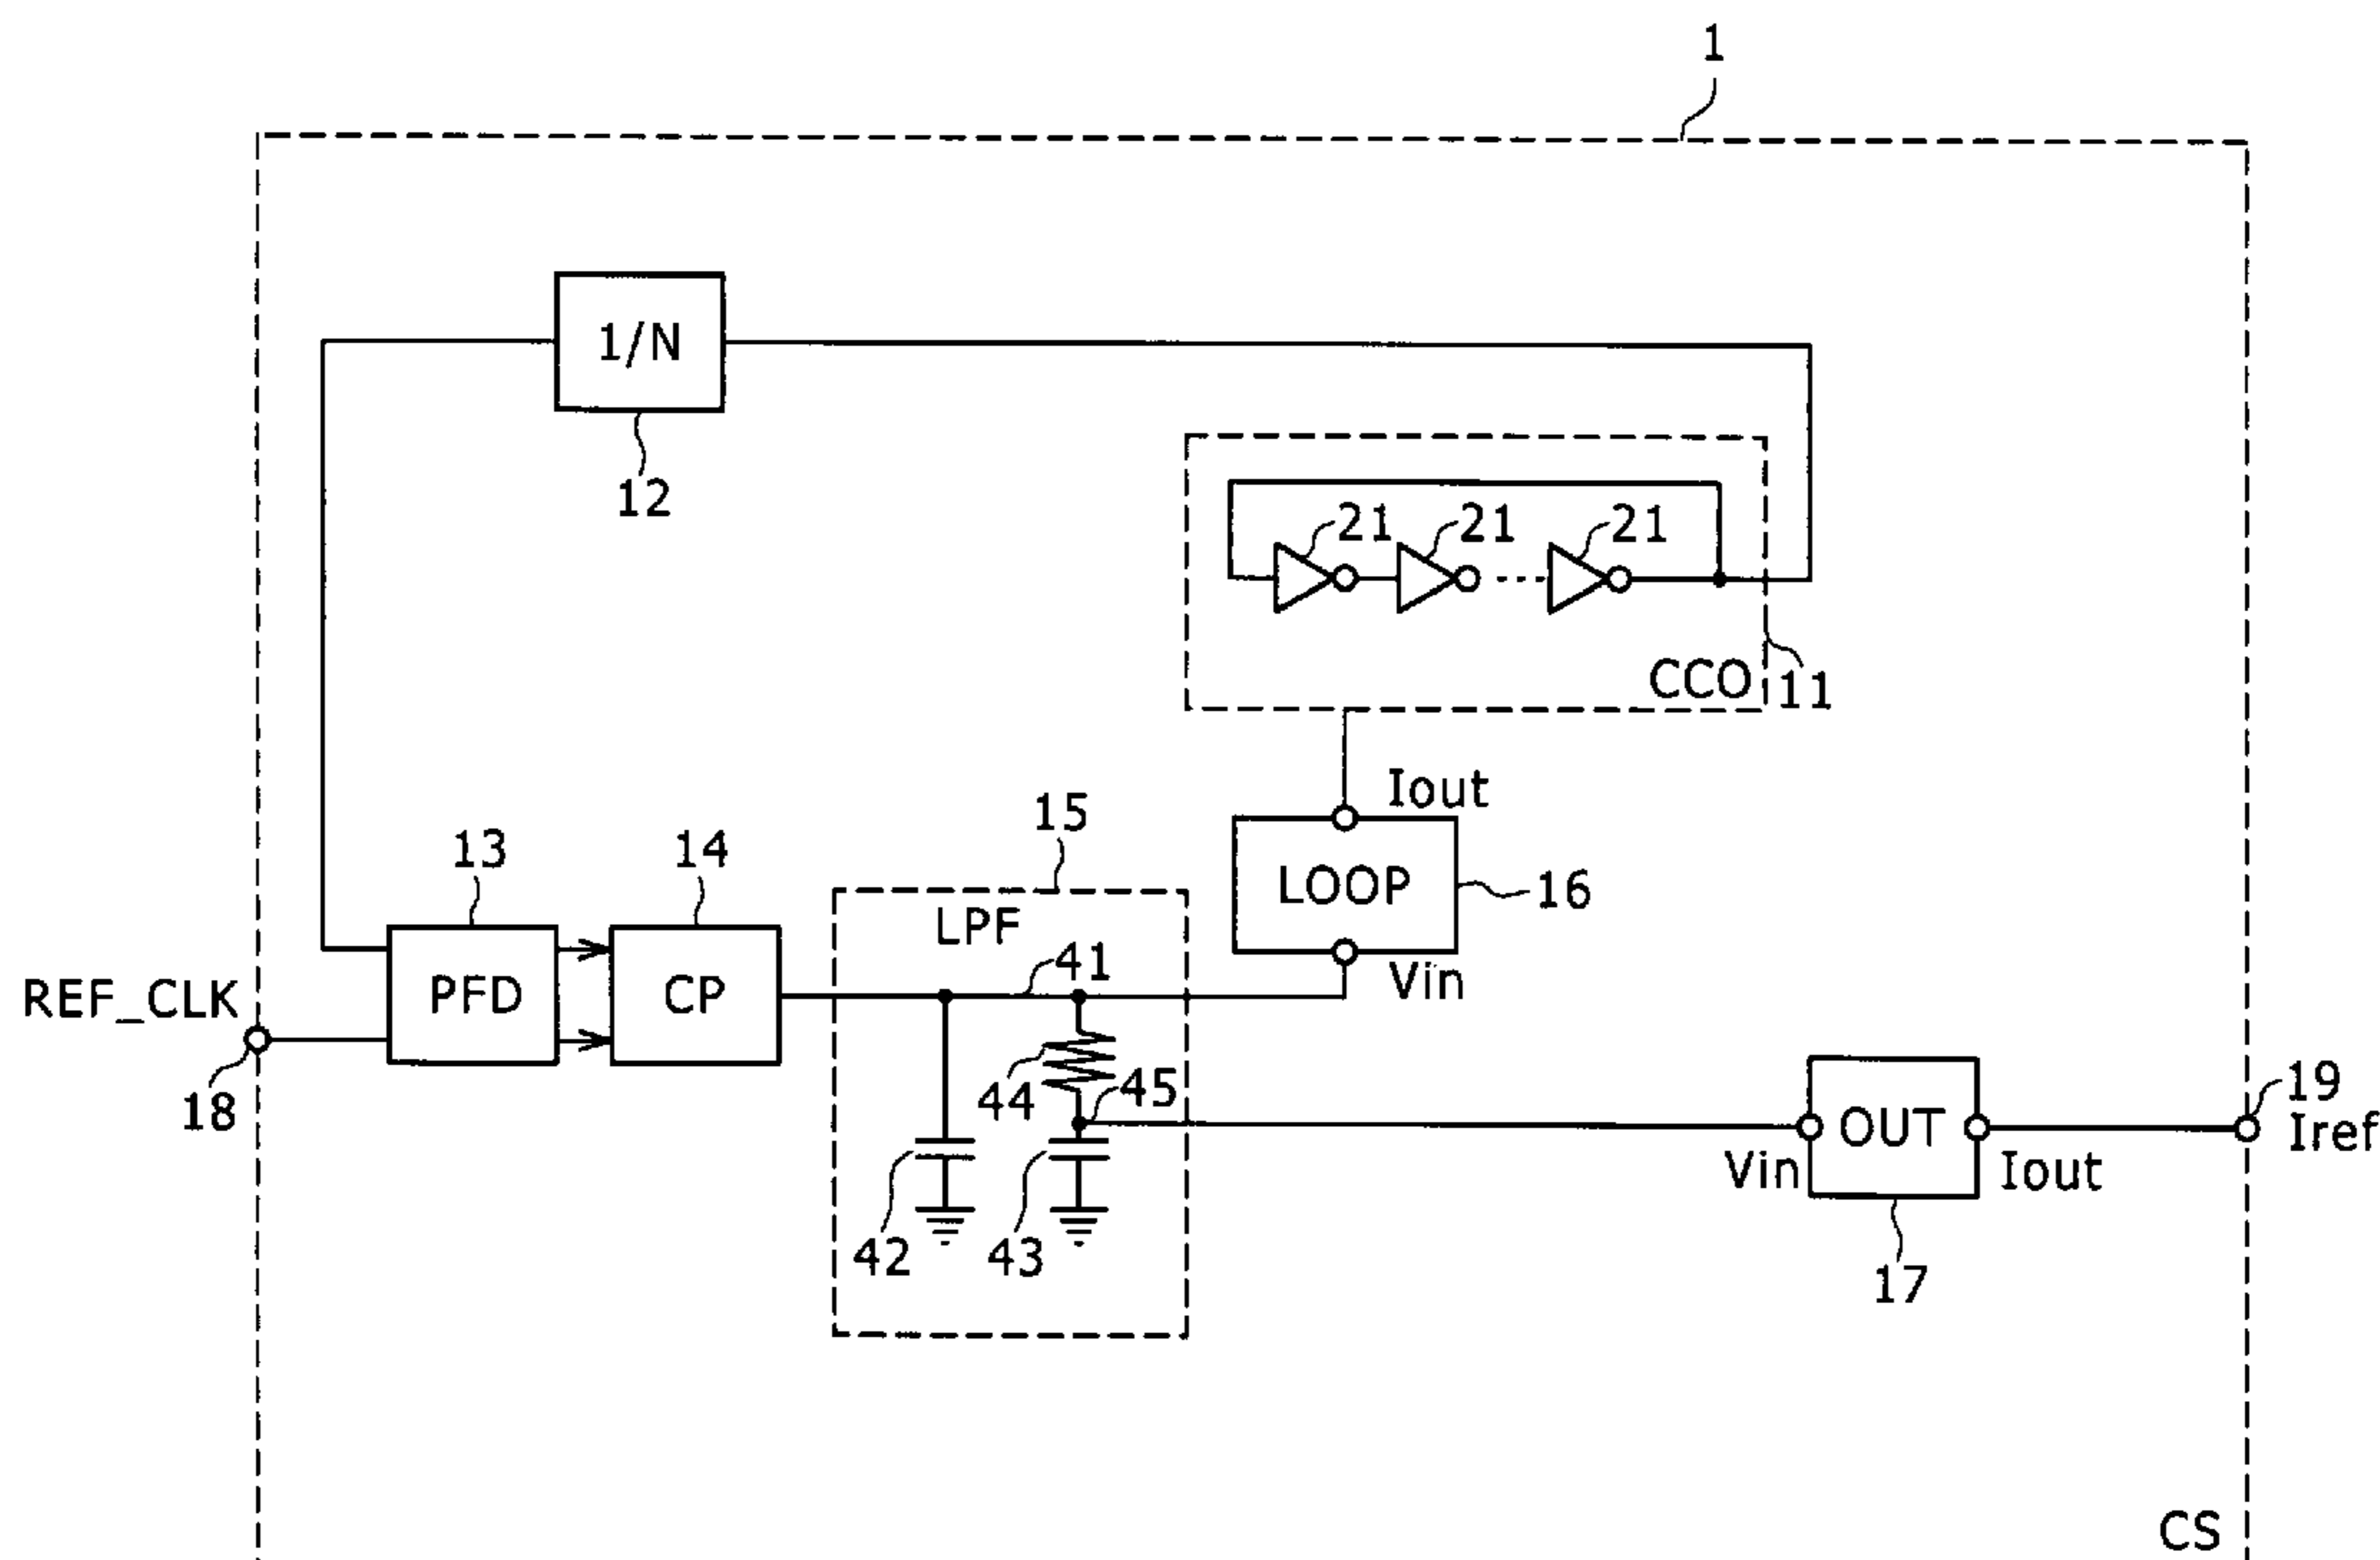 1
1/N
12
21 21 21
CCO
11
Iout
LOOP
16
Vin
15
LPF
13
14
PFD
CP
41
REF_CLK
18
44
45
42
43
Vin
OUT
Iout
17
19
Iref
CS